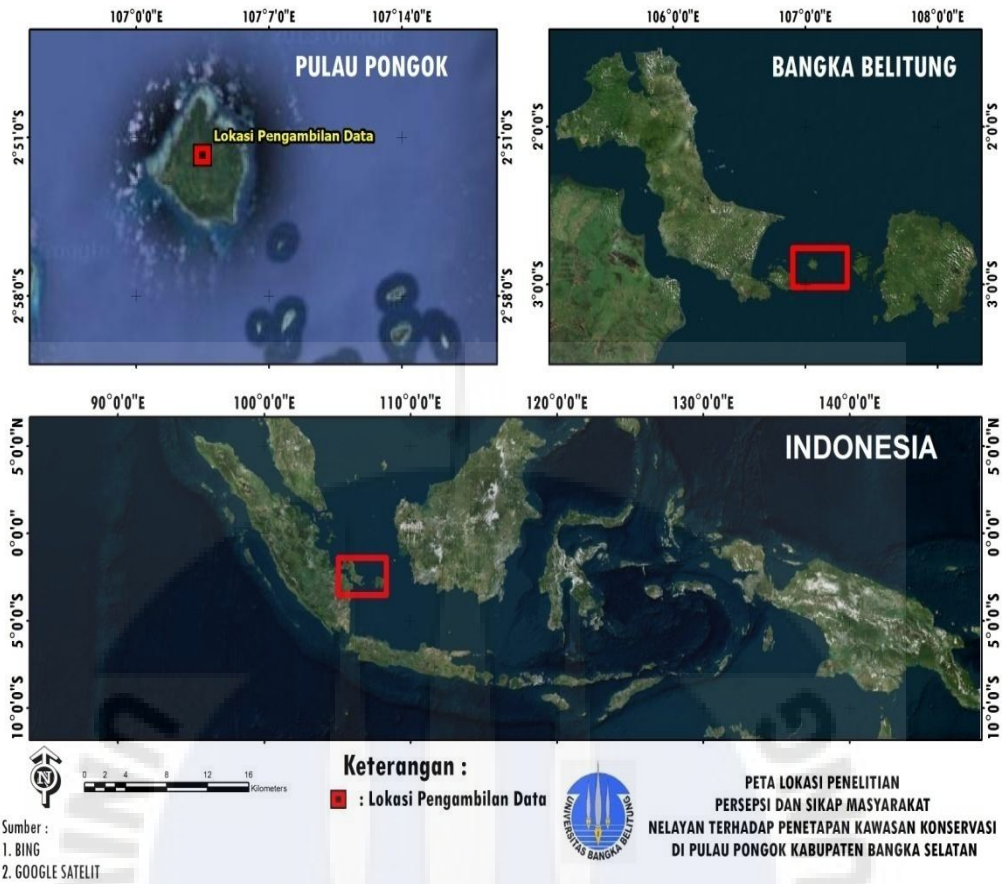 107°0'0"E 107°7'0"E 107°14'0"E
2°51'0"S
2°58'0"S
PULAU PONGOK
Lokasi Pengambilan Data
2°51'0"S
2°58'0"S
106°0'0"E 107°0'0"E 108°0'0"E
2°0'0"S
3°0'0"S
BANGKA BELITUNG
2°0'0"S
3°0'0"S
90°0'0"E 100°0'0"E 110°0'0"E 120°0'0"E 130°0'0"E 140°0'0"E
5°0'0"N
0°0'0"
5°0'0"S
10°0'0"S
INDONESIA
5°0'0"N
0°0'0"
5°0'0"S
10°0'0"S
N
0 2 4 8 12 16
Kilometers
Sumber :
1. BING
2. GOOGLE SATELIT
Keterangan :
: Lokasi Pengambilan Data
UNIVERSITAS BANGKA BELITUNG
PETA LOKASI PENELITIAN
PERSEPSI DAN SIKAP MASYARAKAT
NELAYAN TERHADAP PENETAPAN KAWASAN KONSERVASI
DI PULAU PONGOK KABUPATEN BANGKA SELATAN